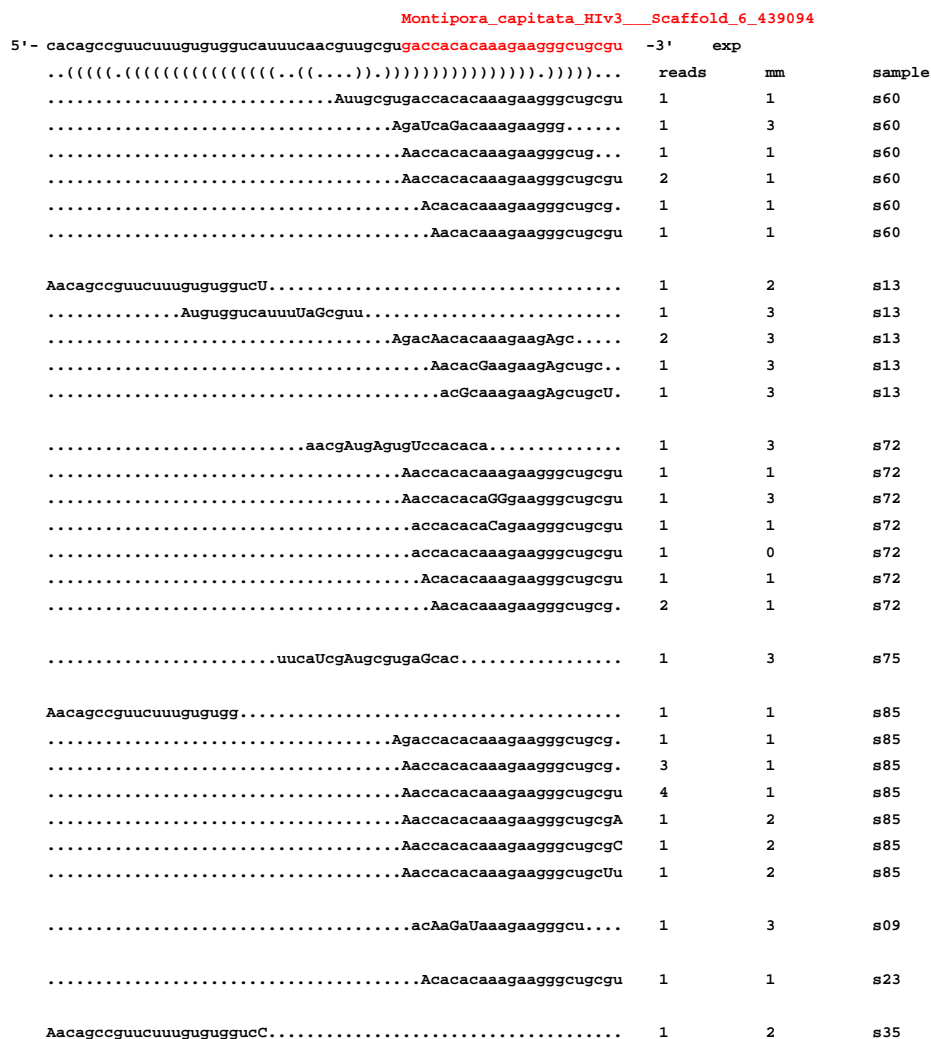 Montipora_capitata_HIv3___Scaffold_6_439094
5'- cacagccguucuuuguguggucauuucaacguugcgugaccacacaaagaagggcugcgu -3' exp
..(((((.((((((((((((((((..((....)).)))))))))))))))).)))))... reads mm sample
..............................Auugcgugaccacacaaagaagggcugcgu 1 1 s60
....................................AgaUcaGacaaagaaggg...... 1 3 s60
.....................................Aaccacacaaagaagggcug... 1 1 s60
.....................................Aaccacacaaagaagggcugcgu 2 1 s60
.......................................Acacacaaagaagggcugcg. 1 1 s60
........................................Aacacaaagaagggcugcgu 1 1 s60
AacagccguucuuuguguggucU..................................... 1 2 s13
..............AuguggucauuuUaGcguu........................... 1 3 s13
....................................AgacAacacaaagaagAgc..... 2 3 s13
........................................AacacGaagaagAgcugc.. 1 3 s13
.........................................acGcaaagaagAgcugcU. 1 3 s13
...........................aacgAugAgugUccacaca.............. 1 3 s72
.....................................Aaccacacaaagaagggcugcgu 1 1 s72
.....................................AaccacacaGGgaagggcugcgu 1 3 s72
......................................accacacaCagaagggcugcgu 1 1 s72
......................................accacacaaagaagggcugcgu 1 0 s72
.......................................Acacacaaagaagggcugcgu 1 1 s72
........................................Aacacaaagaagggcugcg. 2 1 s72
........................uucaUcgAugcgugaGcac................. 1 3 s75
Aacagccguucuuugugugg........................................ 1 1 s85
....................................Agaccacacaaagaagggcugcg. 1 1 s85
.....................................Aaccacacaaagaagggcugcg. 3 1 s85
.....................................Aaccacacaaagaagggcugcgu 4 1 s85
.....................................AaccacacaaagaagggcugcgA 1 2 s85
.....................................AaccacacaaagaagggcugcgC 1 2 s85
.....................................AaccacacaaagaagggcugcUu 1 2 s85
......................................acAaGaUaaagaagggcu.... 1 3 s09
.......................................Acacacaaagaagggcugcgu 1 1 s23
AacagccguucuuuguguggucC..................................... 1 2 s35